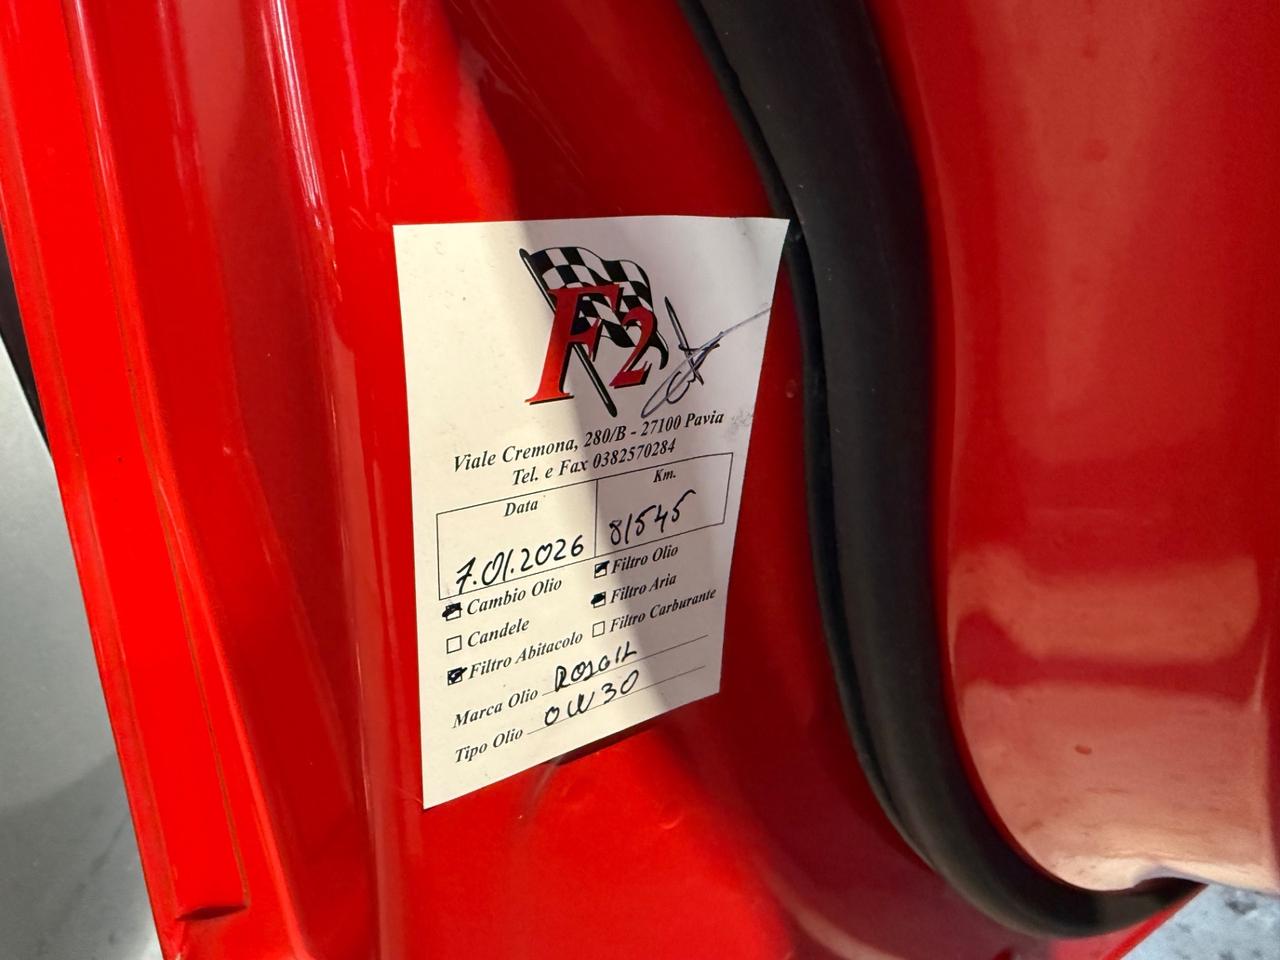 F2
Viale Cremona, 280/B - 27100 Pavia
Tel. e Fax 0382570284
Data Km.
7.01.2026 81545
Cambio Olio Filtro Olio
Candele Filtro Aria
Filtro Abitacolo Filtro Carburante
Marca Olio ROLOIL
Tipo Olio 0W30